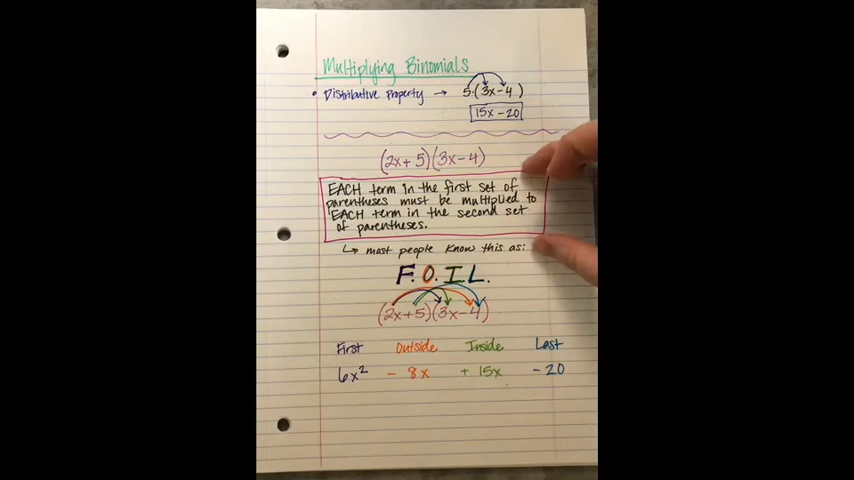 Multiplying Binomials
• Distributive Property → 5·(3x-4)
15x-20
(2x+5)(3x-4)
EACH term in the first set of
parentheses must be multiplied to
EACH term in the second set
of parentheses.
↳ most people know this as:
F.O.I.L.
(2x+5)(3x-4)
First Outside Inside Last
6x² - 8x + 15x - 20